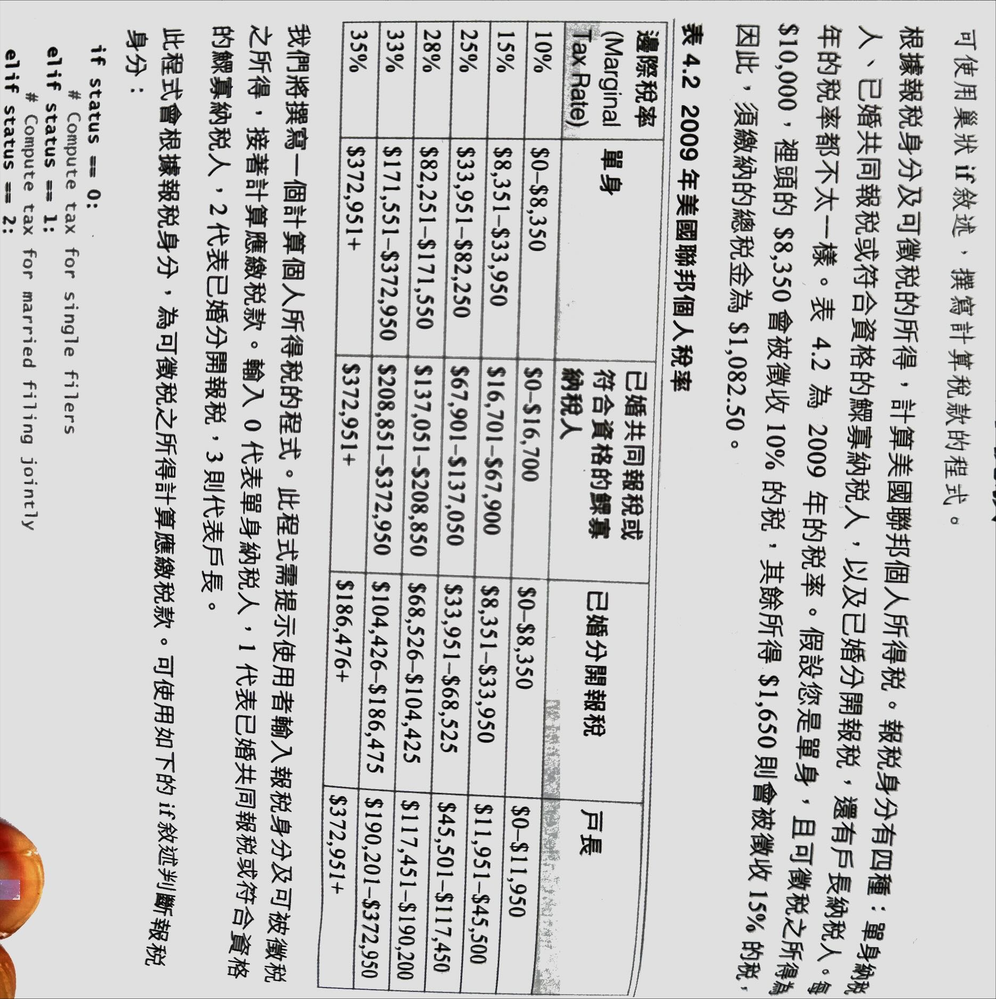 可使用巢狀 if 敘述，撰寫計算稅款的程式。
根據報稅身分及可徵稅的所得，計算美國聯邦個人所得稅。報稅身分有四種：單身納稅
人、已婚共同報稅或符合資格的鰥寡納稅人，以及已婚分開報稅，還有戶長納稅人。每
年的稅率都不太一樣。表 4.2 為 2009 年的稅率。假設您是單身，且可徵稅之所得為
$10,000，裡頭的 $8,350 會被徵收 10% 的稅，其餘所得 $1,650 則會被徵收 15% 的稅，
因此，須繳納的總稅金為 $1,082.50。
表 4.2 2009 年美國聯邦個人稅率
邊際稅率
(Marginal
Tax Rate)
單身
已婚共同報稅或
符合資格的鰥寡
納稅人
已婚分開報稅
戶長
10% $0–$8,350 $0–$16,700 $0–$8,350 $0–$11,950
15% $8,351–$33,950 $16,701–$67,900 $8,351–$33,950 $11,951–$45,500
25% $33,951–$82,250 $67,901–$137,050 $33,951–$68,525 $45,501–$117,450
28% $82,251–$171,550 $137,051–$208,850 $68,526–$104,425 $117,451–$190,200
33% $171,551–$372,950 $208,851–$372,950 $104,426–$186,475 $190,201–$372,950
35% $372,951+ $372,951+ $186,476+ $372,951+
我們將撰寫一個計算個人所得稅的程式。此程式需提示使用者輸入報稅身分及可被徵稅
之所得，接著計算應繳稅款。輸入 0 代表單身納稅人，1 代表已婚共同報稅或符合資格
的鰥寡納稅人，2 代表已婚分開報稅，3 則代表戶長。
此程式會根據報稅身分，為可徵稅之所得計算應繳稅款。可使用如下的 if 敘述判斷報稅
身分：
if status == 0:
# Compute tax for single filers
elif status == 1:
# Compute tax for married filing jointly
elif status == 2: